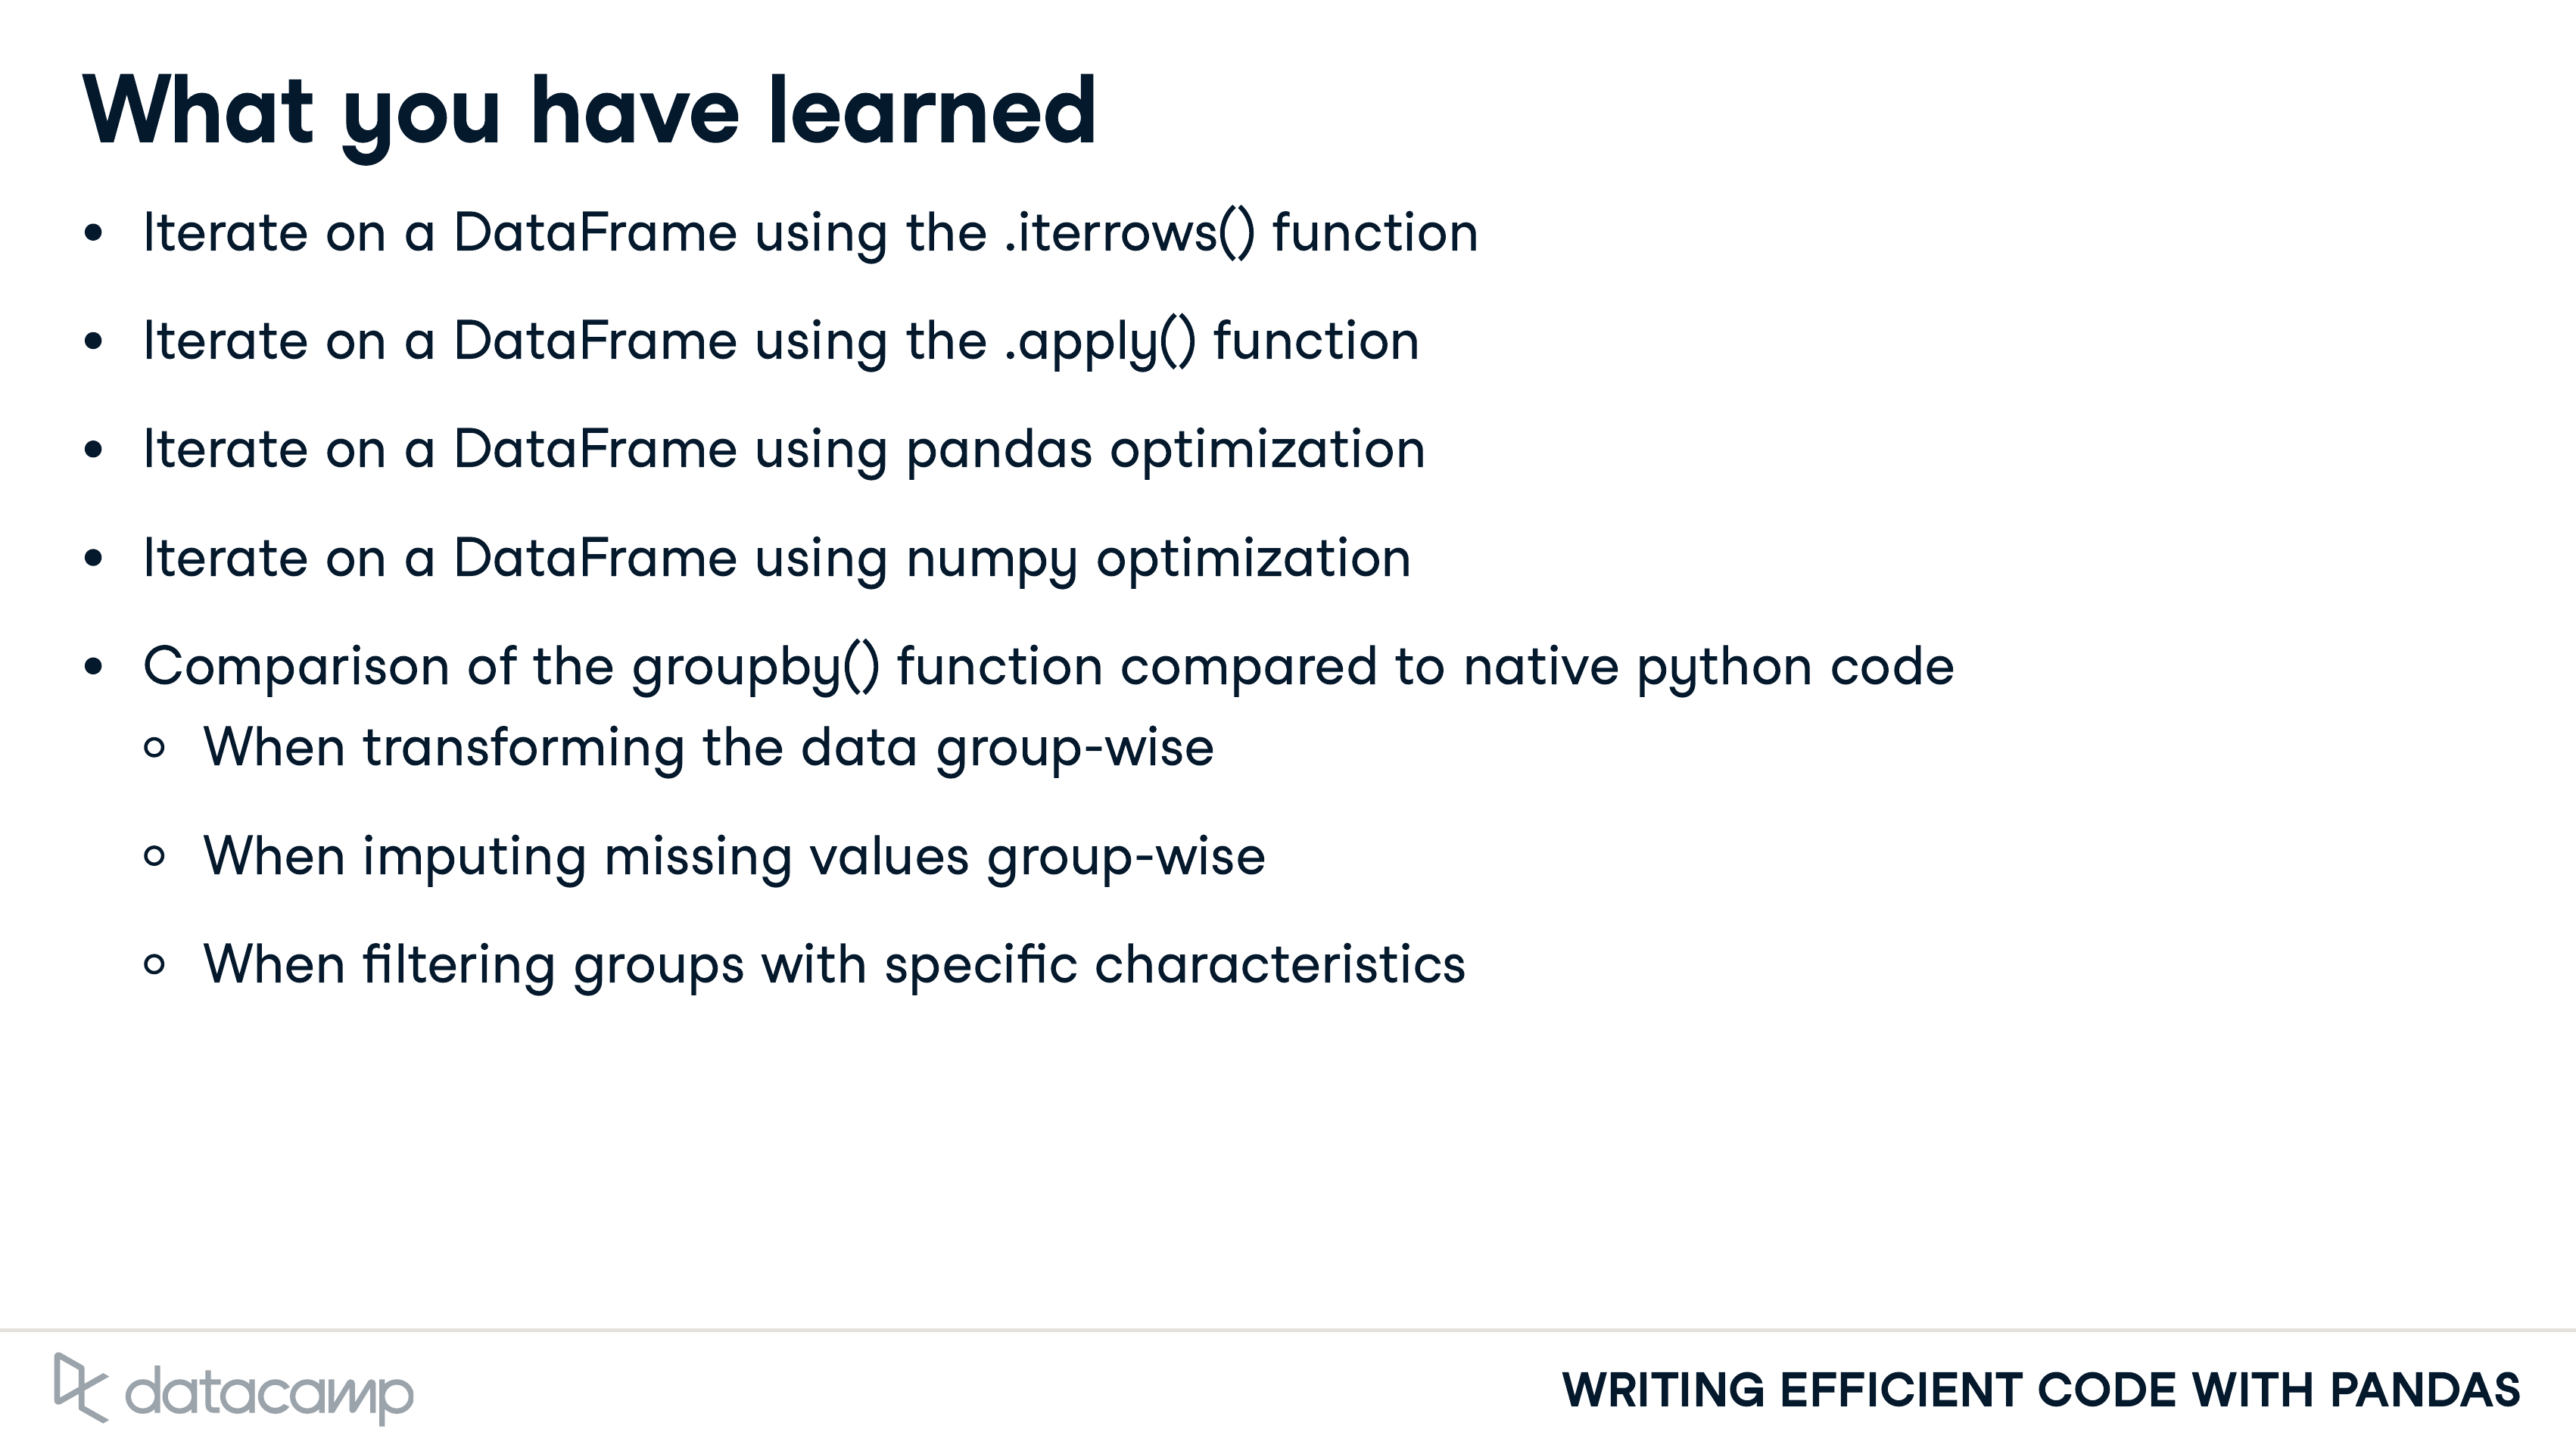 What you have learned
• Iterate on a DataFrame using the .iterrows() function
• Iterate on a DataFrame using the .apply() function
• Iterate on a DataFrame using pandas optimization
• Iterate on a DataFrame using numpy optimization
• Comparison of the groupby() function compared to native python code
○ When transforming the data group-wise
○ When imputing missing values group-wise
○ When filtering groups with specific characteristics
datacamp
WRITING EFFICIENT CODE WITH PANDAS